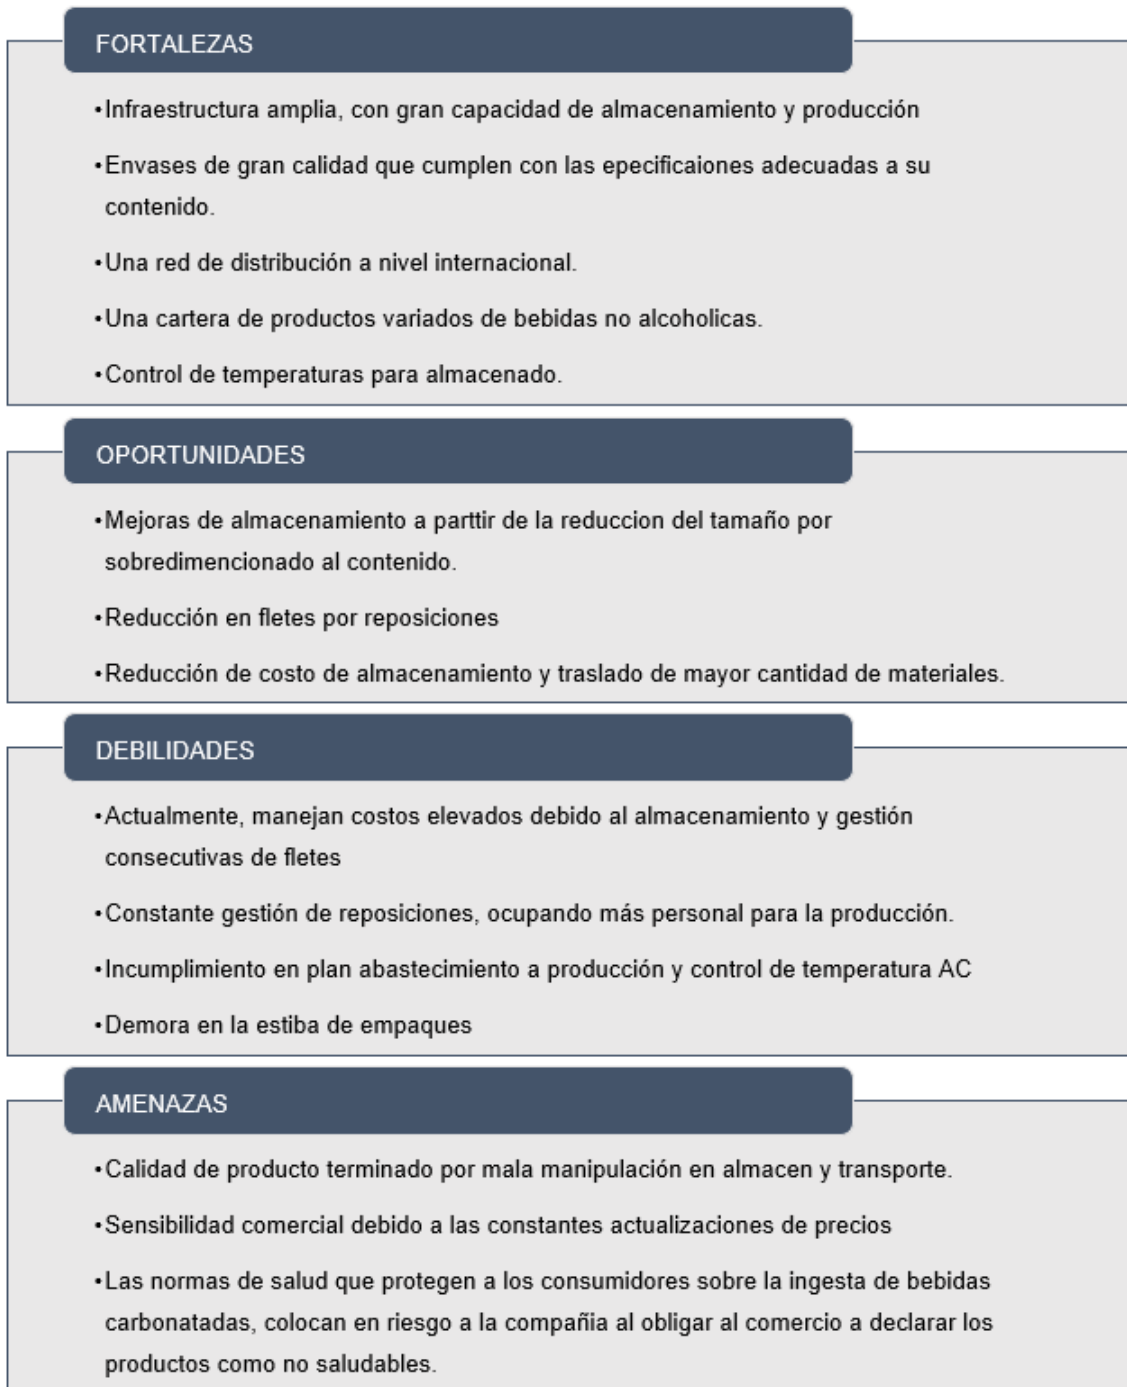 FORTALEZAS
•Infraestructura amplia, con gran capacidad de almacenamiento y producción
•Envases de gran calidad que cumplen con las epecificaiones adecuadas a su
contenido.
•Una red de distribución a nivel internacional.
•Una cartera de productos variados de bebidas no alcoholicas.
•Control de temperaturas para almacenado.
OPORTUNIDADES
•Mejoras de almacenamiento a parttir de la reduccion del tamaño por
sobredimencionado al contenido.
•Reducción en fletes por reposiciones
•Reducción de costo de almacenamiento y traslado de mayor cantidad de materiales.
DEBILIDADES
•Actualmente, manejan costos elevados debido al almacenamiento y gestión
consecutivas de fletes
•Constante gestión de reposiciones, ocupando más personal para la producción.
•Incumplimiento en plan abastecimiento a producción y control de temperatura AC
•Demora en la estiba de empaques
AMENAZAS
•Calidad de producto terminado por mala manipulación en almacen y transporte.
•Sensibilidad comercial debido a las constantes actualizaciones de precios
•Las normas de salud que protegen a los consumidores sobre la ingesta de bebidas
carbonatadas, colocan en riesgo a la compañia al obligar al comercio a declarar los
productos como no saludables.